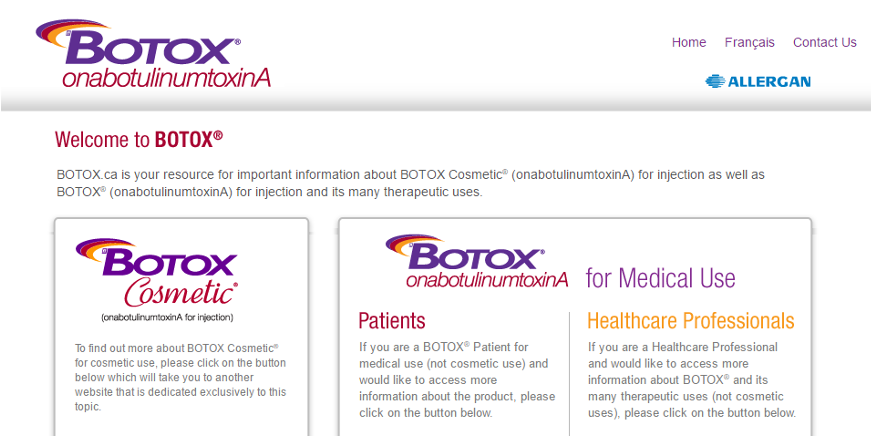 BOTOX®
onabotulinumtoxinA
Home Français Contact Us
ALLERGAN
Welcome to BOTOX®
BOTOX.ca is your resource for important information about BOTOX Cosmetic® (onabotulinumtoxinA) for injection as well as
BOTOX® (onabotulinumtoxinA) for injection and its many therapeutic uses.
BOTOX
Cosmetic®
(onabotulinumtoxinA for injection)
To find out more about BOTOX Cosmetic®
for cosmetic use, please click on the button
below which will take you to another
website that is dedicated exclusively to this
topic.
BOTOX®
onabotulinumtoxinA
for Medical Use
Patients
If you are a BOTOX® Patient for
medical use (not cosmetic use) and
would like to access more
information about the product, please
click on the button below.
Healthcare Professionals
If you are a Healthcare Professional
and would like to access more
information about BOTOX® and its
many therapeutic uses (not cosmetic
uses), please click on the button below.